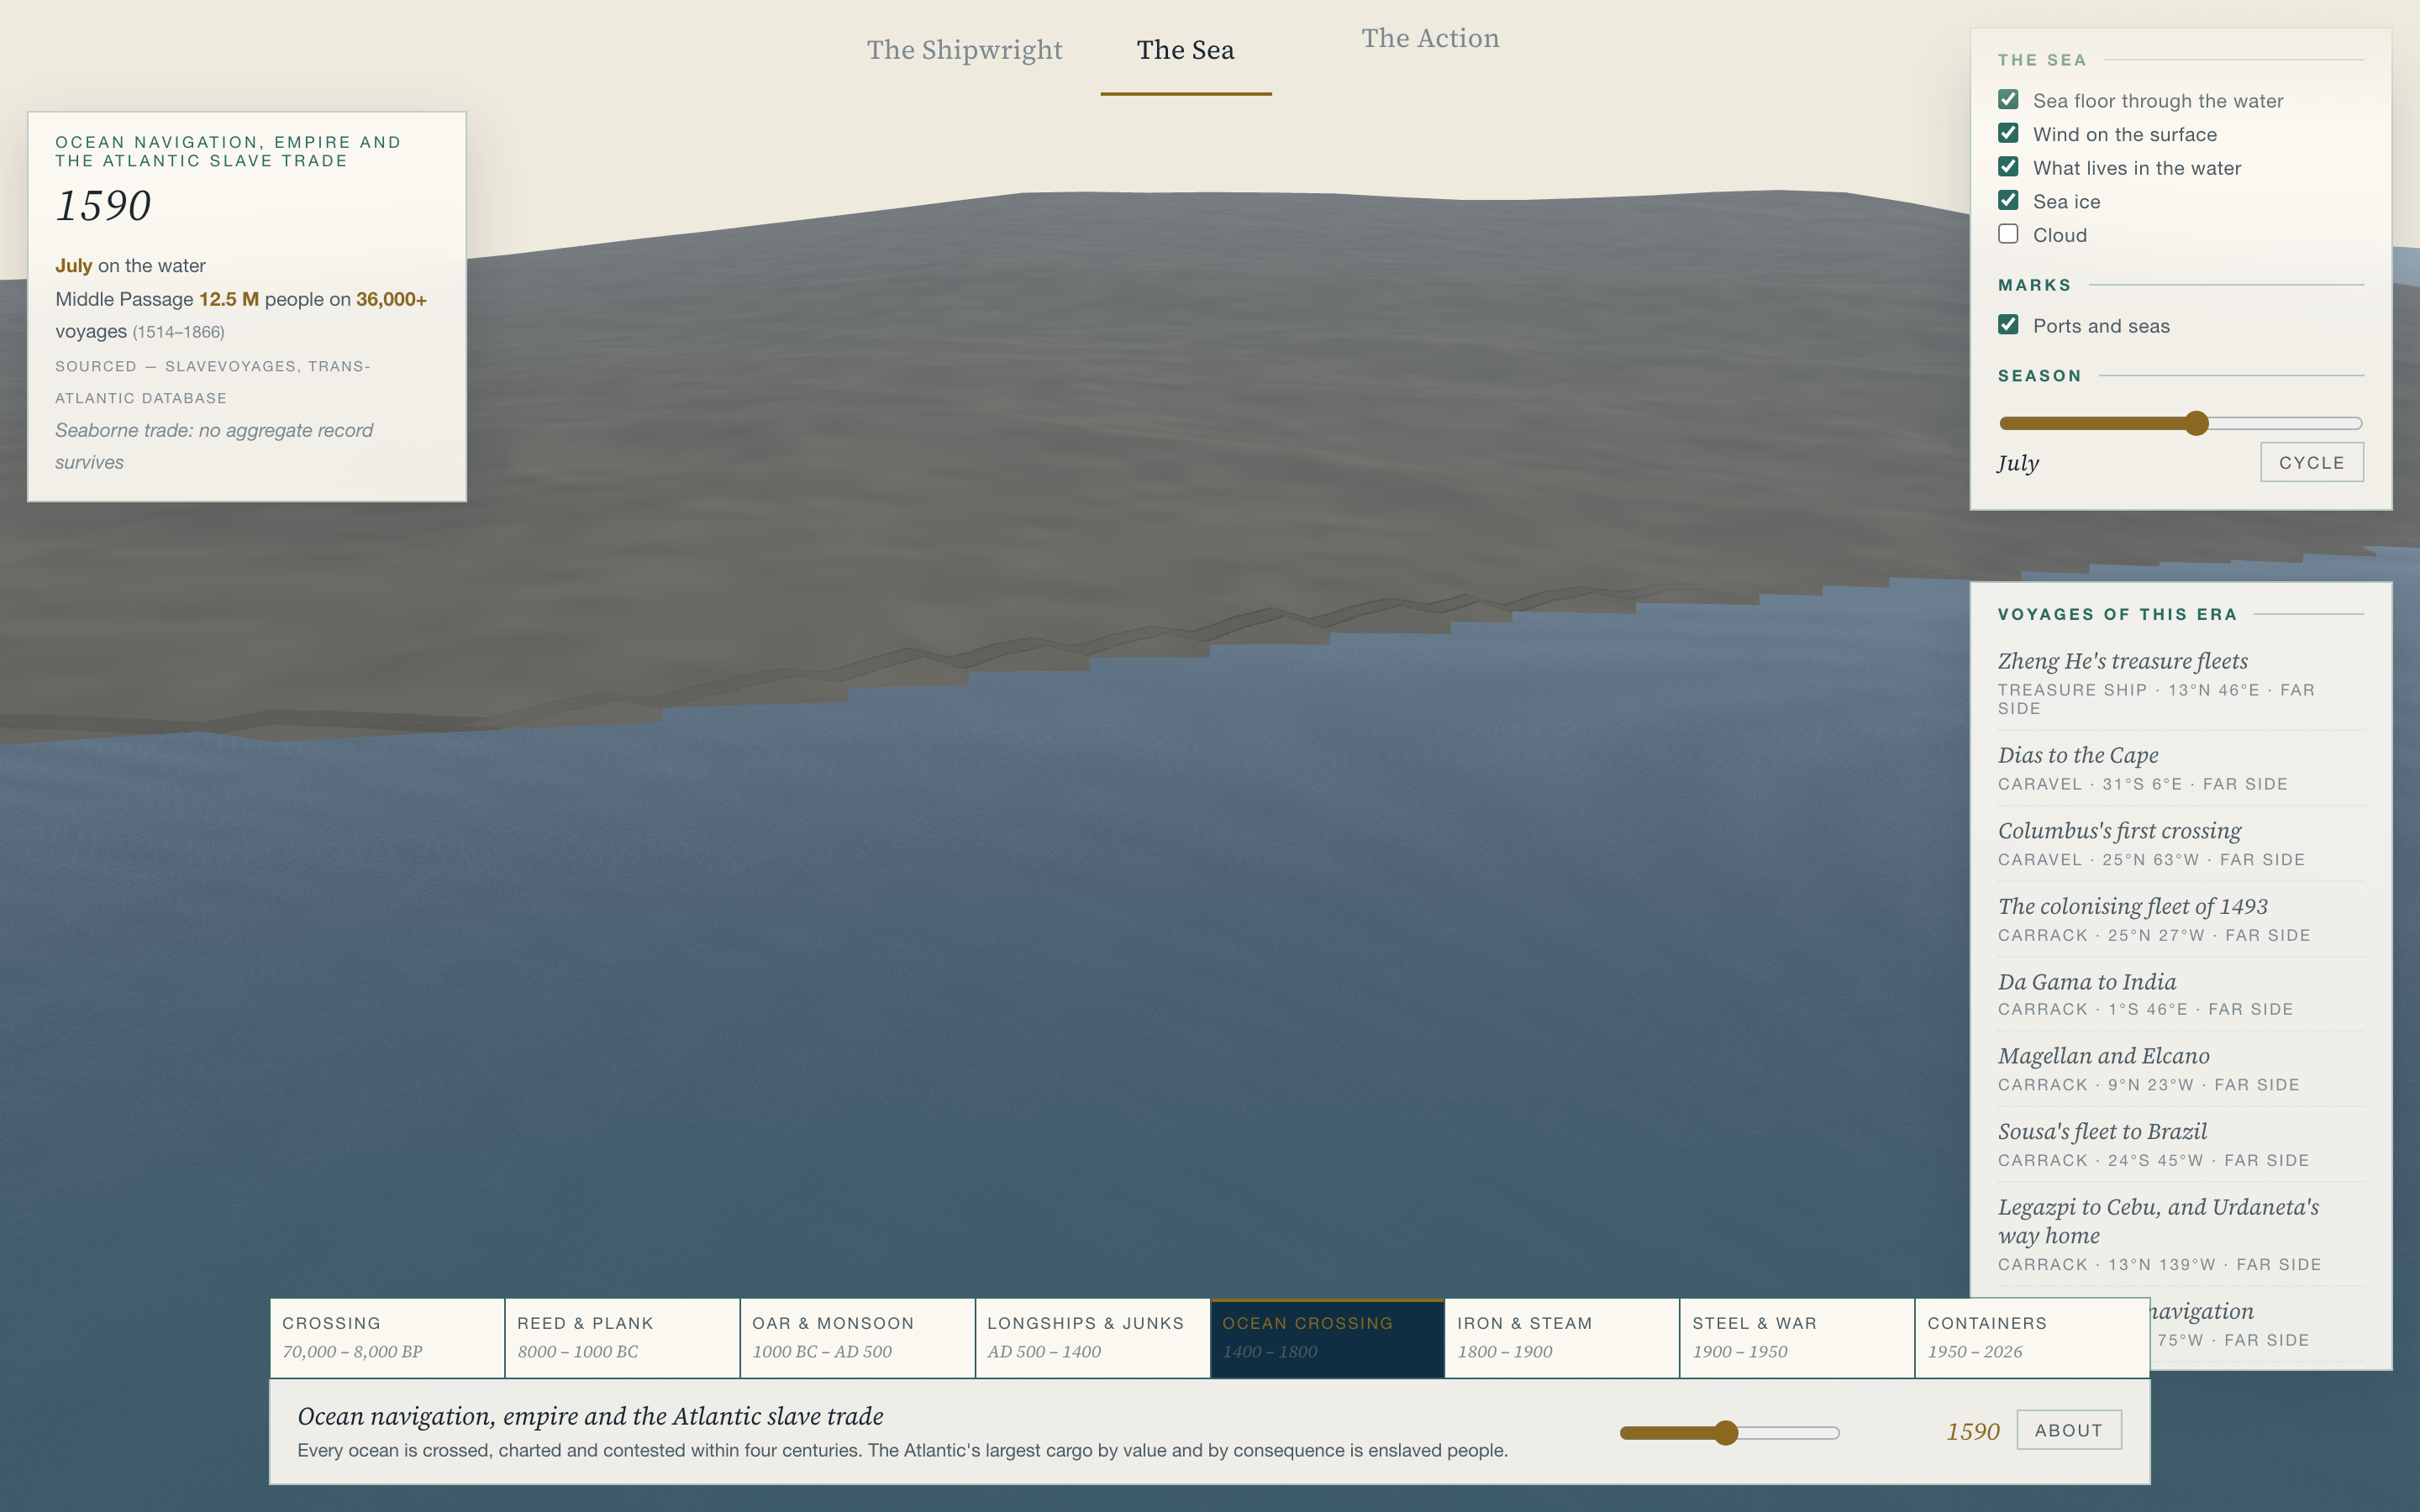 The Shipwright
The Sea
The Action
OCEAN NAVIGATION, EMPIRE AND
THE ATLANTIC SLAVE TRADE
1590
July on the water
Middle Passage 12.5 M people on 36,000+
voyages (1514–1866)
SOURCED — SLAVEVOYAGES, TRANS-
ATLANTIC DATABASE
Seaborne trade: no aggregate record
survives
THE SEA
Sea floor through the water
Wind on the surface
What lives in the water
Sea ice
Cloud
MARKS
Ports and seas
SEASON
July
CYCLE
VOYAGES OF THIS ERA
Zheng He's treasure fleets
TREASURE SHIP · 13°N 46°E · FAR
SIDE
Dias to the Cape
CARAVEL · 31°S 6°E · FAR SIDE
Columbus's first crossing
CARAVEL · 25°N 63°W · FAR SIDE
The colonising fleet of 1493
CARRACK · 25°N 27°W · FAR SIDE
Da Gama to India
CARRACK · 1°S 46°E · FAR SIDE
Magellan and Elcano
CARRACK · 9°N 23°W · FAR SIDE
Sousa's fleet to Brazil
CARRACK · 24°S 45°W · FAR SIDE
Legazpi to Cebu, and Urdaneta's
way home
CARRACK · 13°N 139°W · FAR SIDE
navigation
75°W · FAR SIDE
CROSSING
70,000 – 8,000 BP
REED & PLANK
8000 – 1000 BC
OAR & MONSOON
1000 BC – AD 500
LONGSHIPS & JUNKS
AD 500 – 1400
OCEAN CROSSING
1400 – 1800
IRON & STEAM
1800 – 1900
STEEL & WAR
1900 – 1950
CONTAINERS
1950 – 2026
Ocean navigation, empire and the Atlantic slave trade
Every ocean is crossed, charted and contested within four centuries. The Atlantic's largest cargo by value and by consequence is enslaved people.
1590
ABOUT